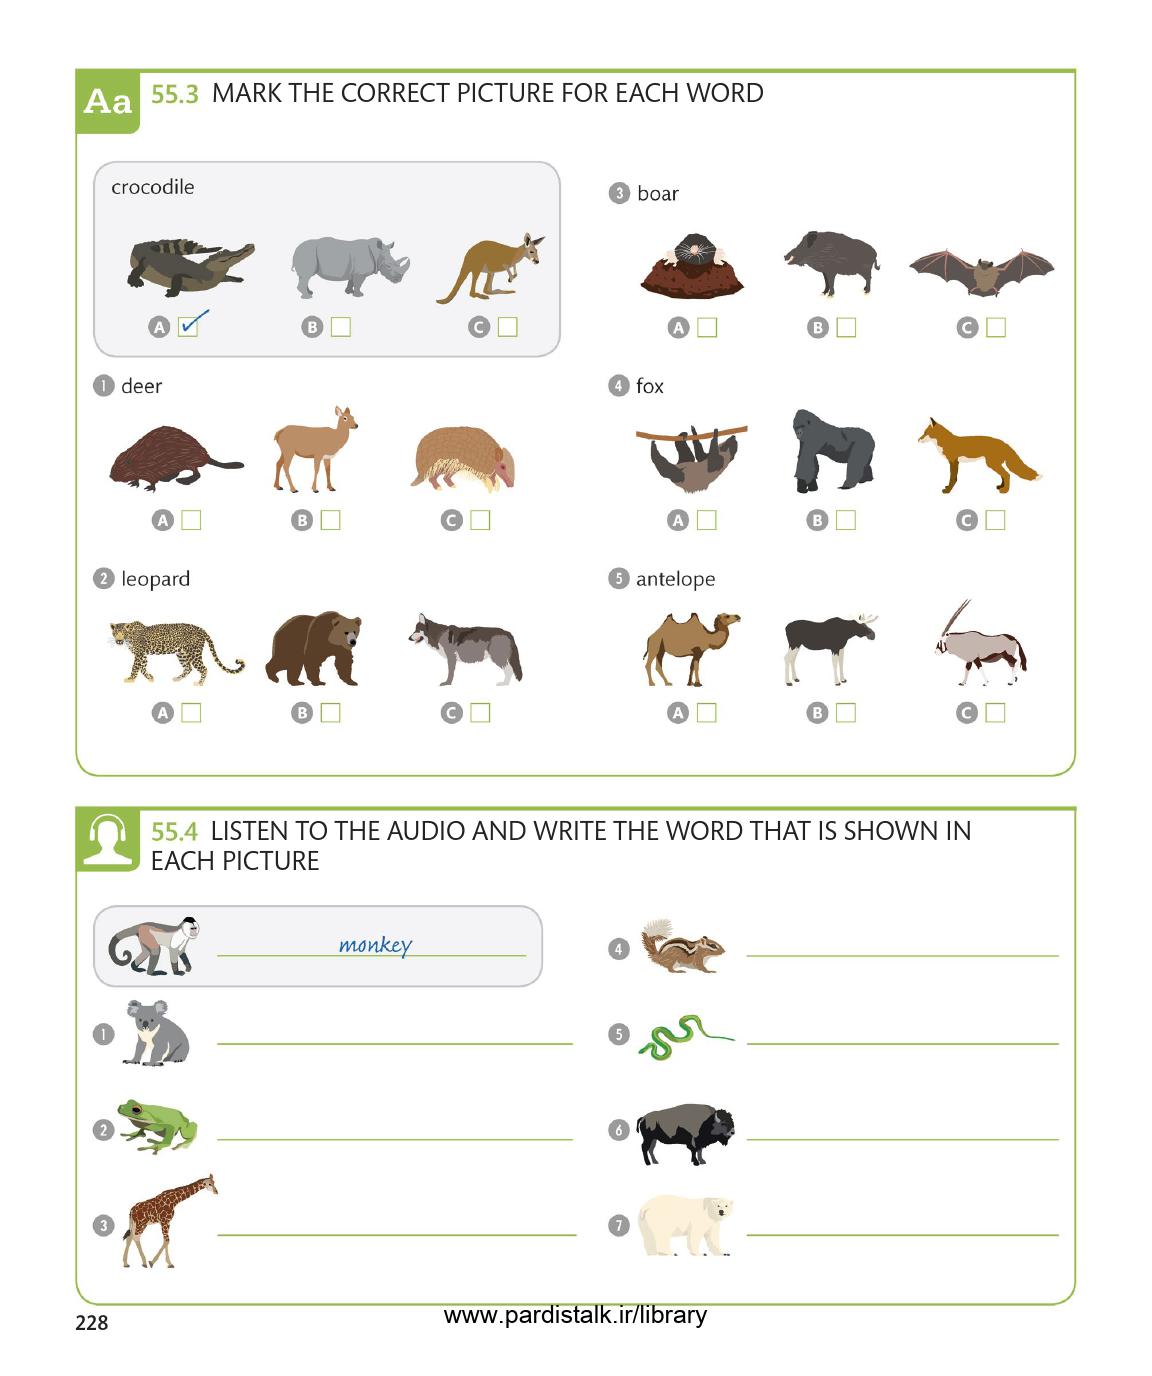 Aa 55.3 MARK THE CORRECT PICTURE FOR EACH WORD
crocodile
A B C
1 deer
A B C
2 leopard
A B C
3 boar
A B C
4 fox
A B C
5 antelope
A B C
55.4 LISTEN TO THE AUDIO AND WRITE THE WORD THAT IS SHOWN IN
EACH PICTURE
monkey
1
2
3
4
5
6
7
228
www.pardistalk.ir/library